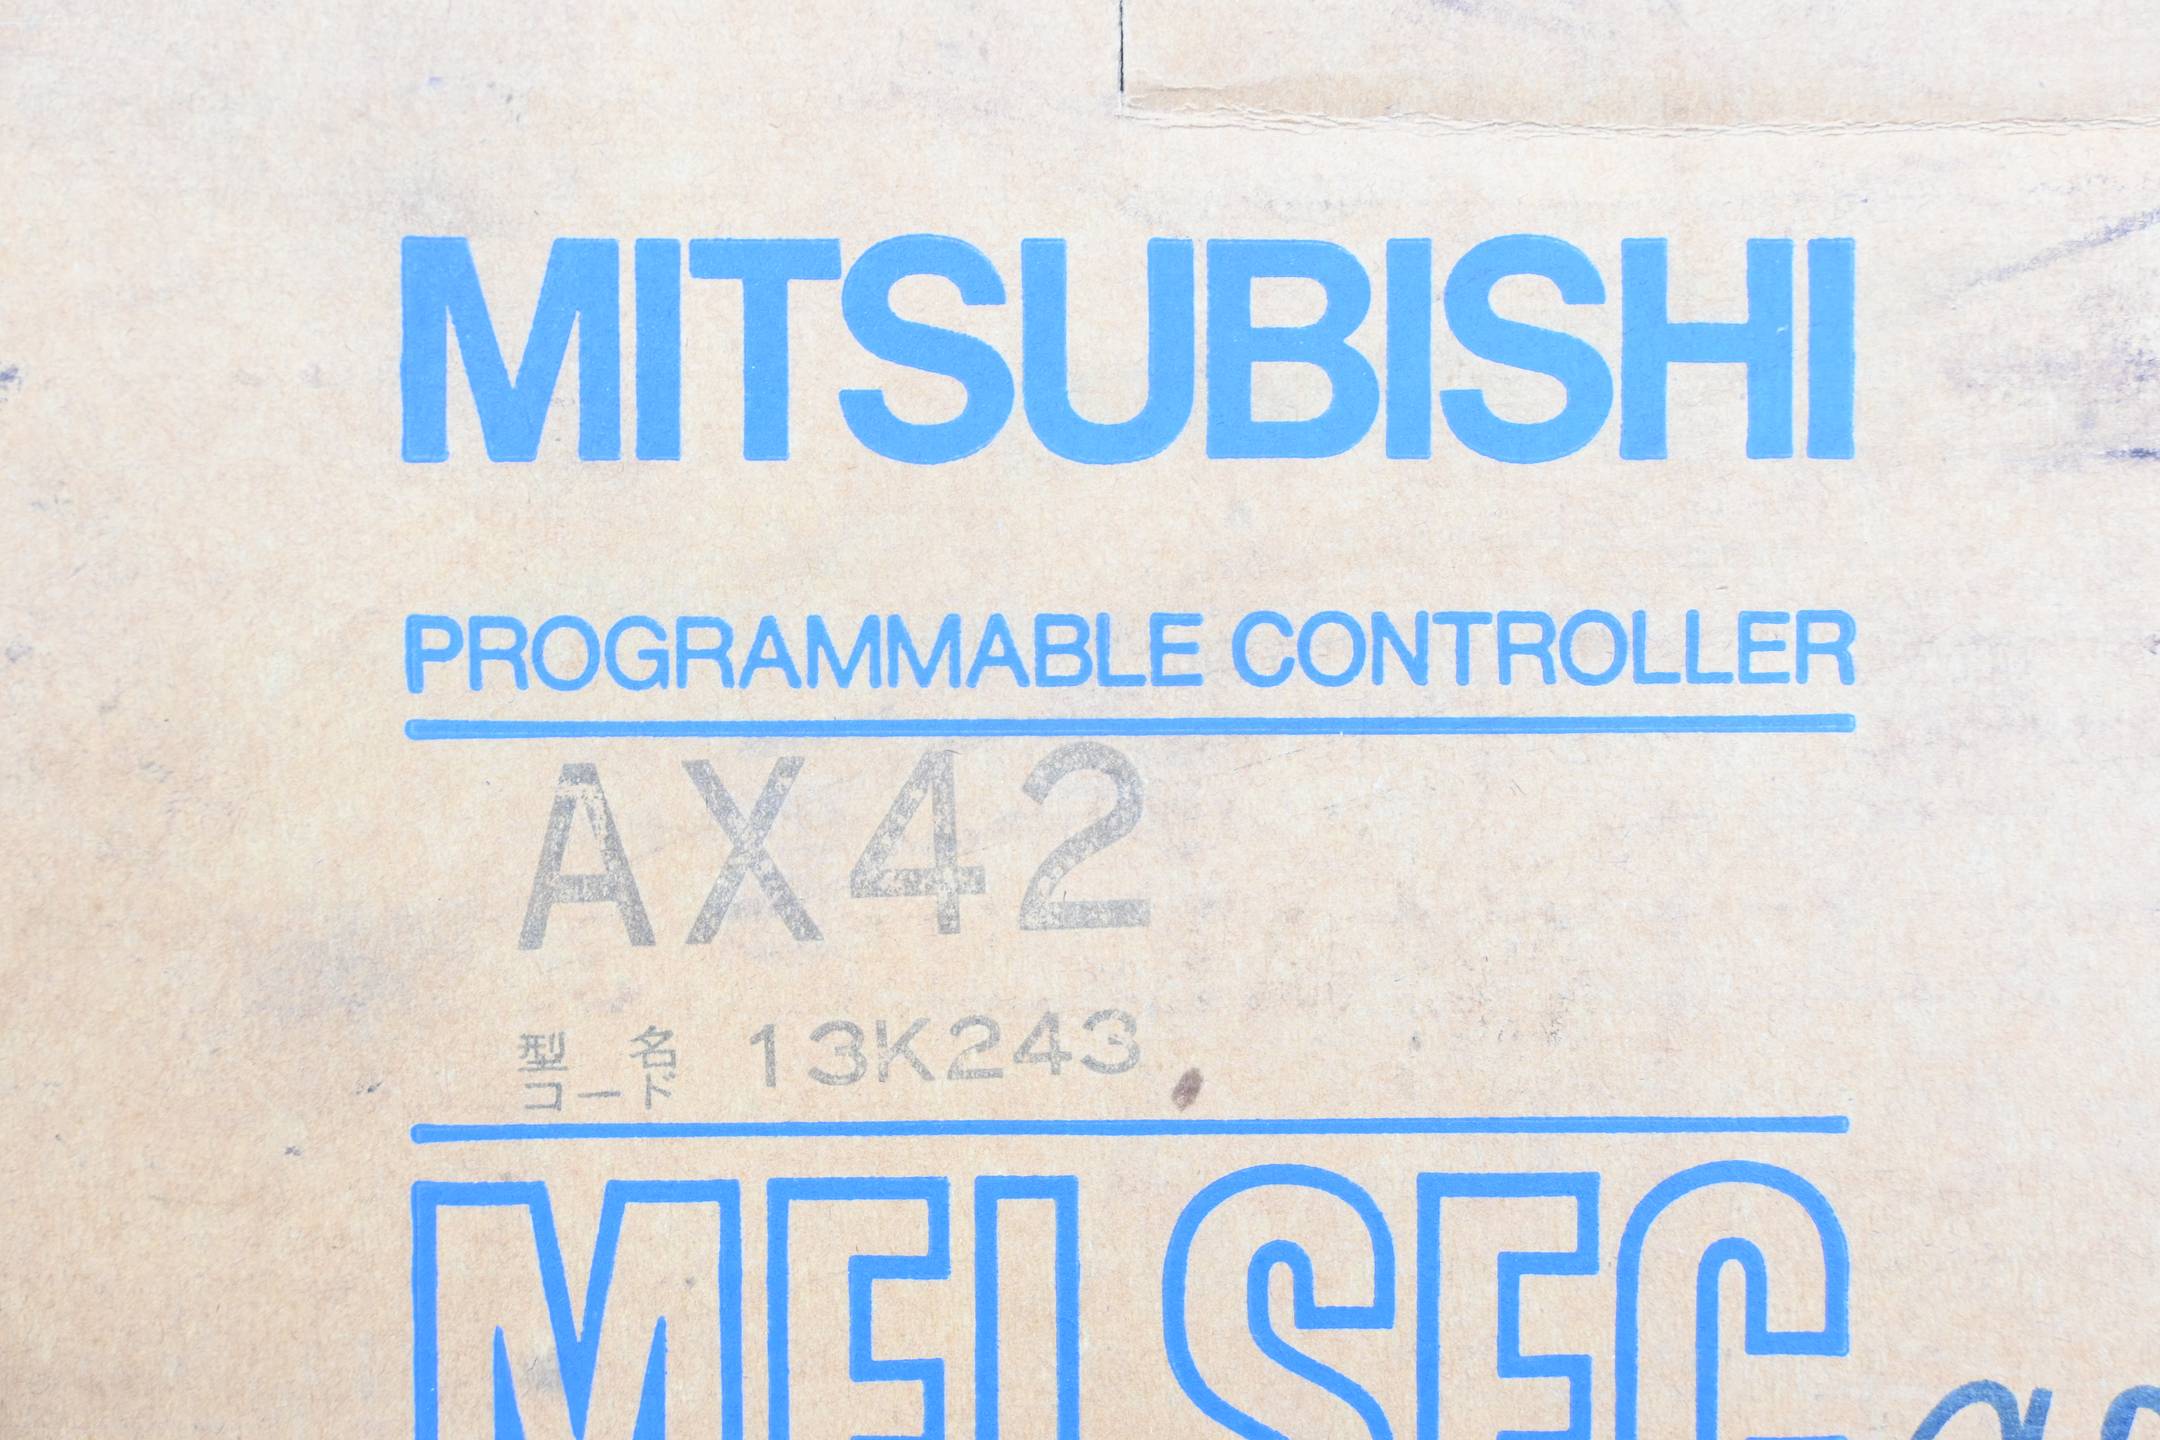 MITSUBISHI
PROGRAMMABLE CONTROLLER
AX42
型名
コード 13K243
MELSEC